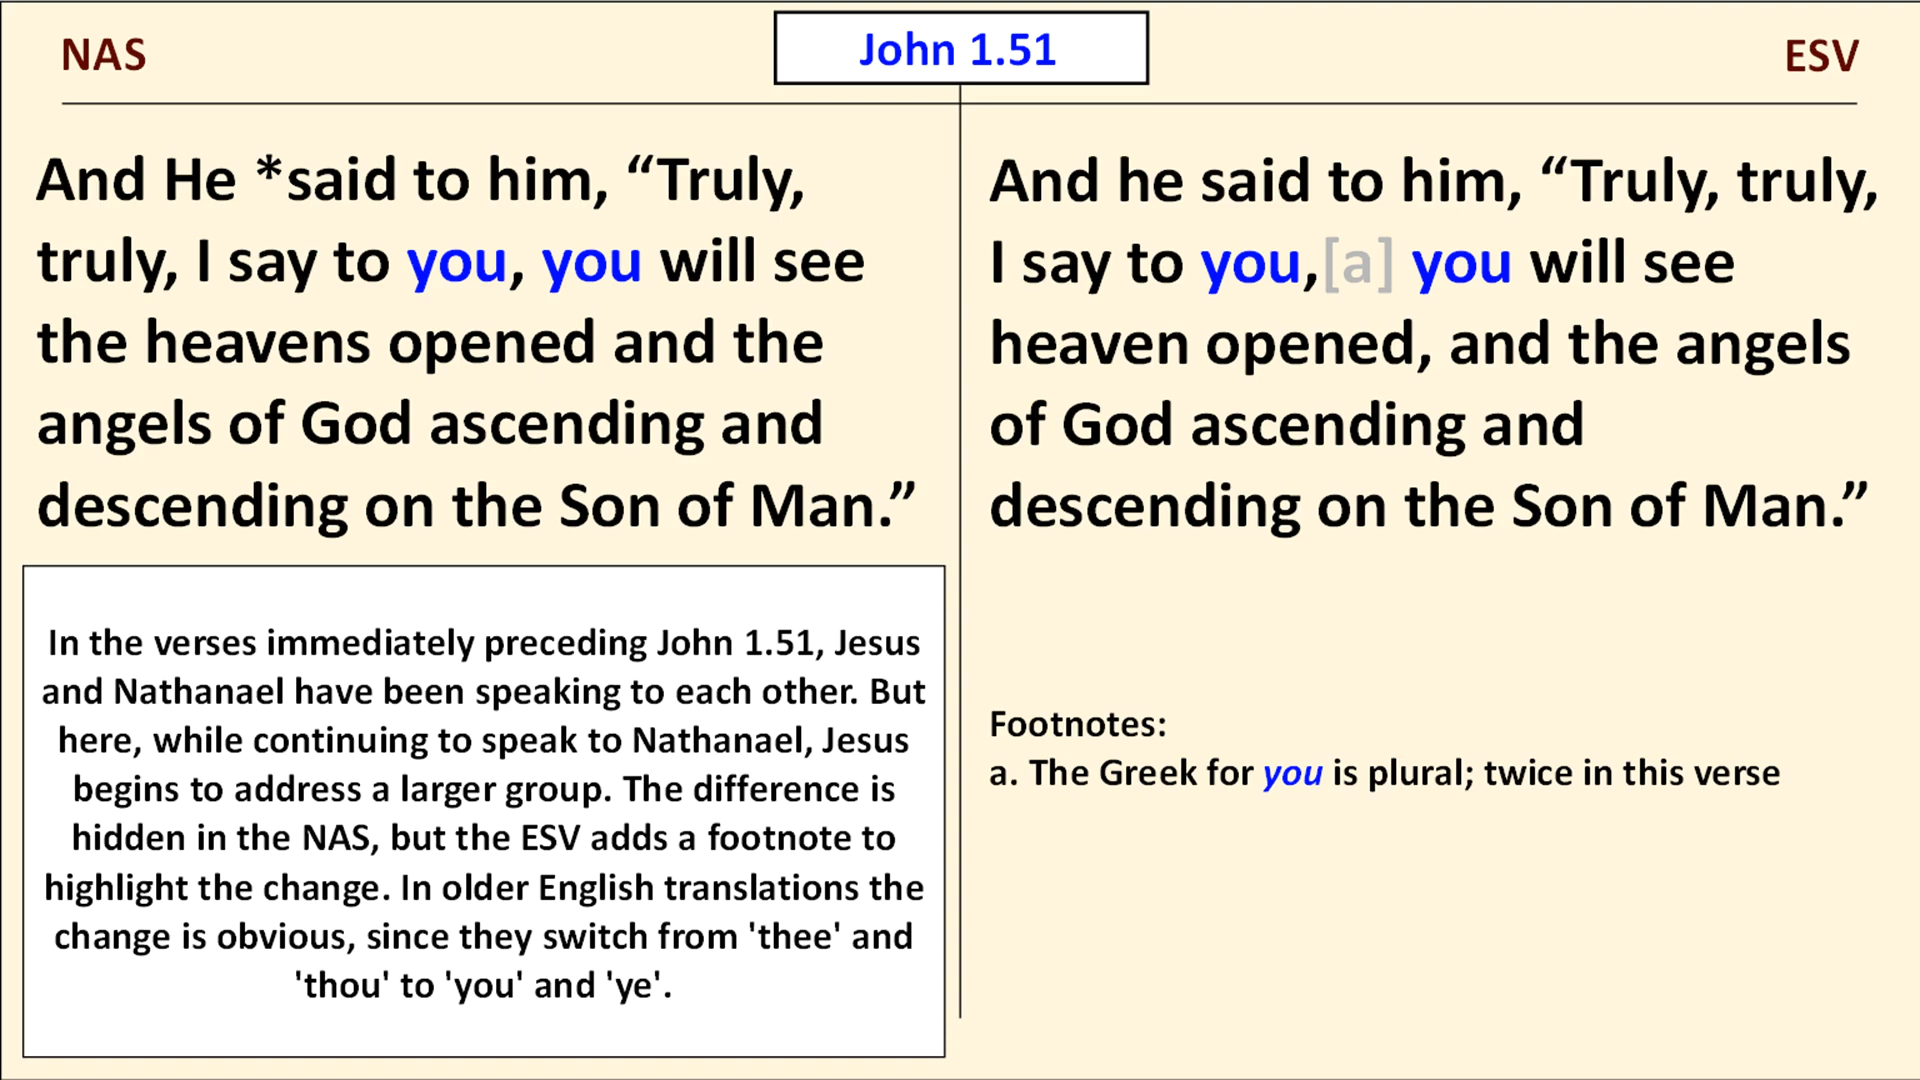 NAS
John 1.51
ESV
And He *said to him, “Truly,
truly, I say to you, you will see
the heavens opened and the
angels of God ascending and
descending on the Son of Man.”
In the verses immediately preceding John 1.51, Jesus
and Nathanael have been speaking to each other. But
here, while continuing to speak to Nathanael, Jesus
begins to address a larger group. The difference is
hidden in the NAS, but the ESV adds a footnote to
highlight the change. In older English translations the
change is obvious, since they switch from 'thee' and
'thou' to 'you' and 'ye'.
And he said to him, “Truly, truly,
I say to you,[a] you will see
heaven opened, and the angels
of God ascending and
descending on the Son of Man.”
Footnotes:
a. The Greek for you is plural; twice in this verse